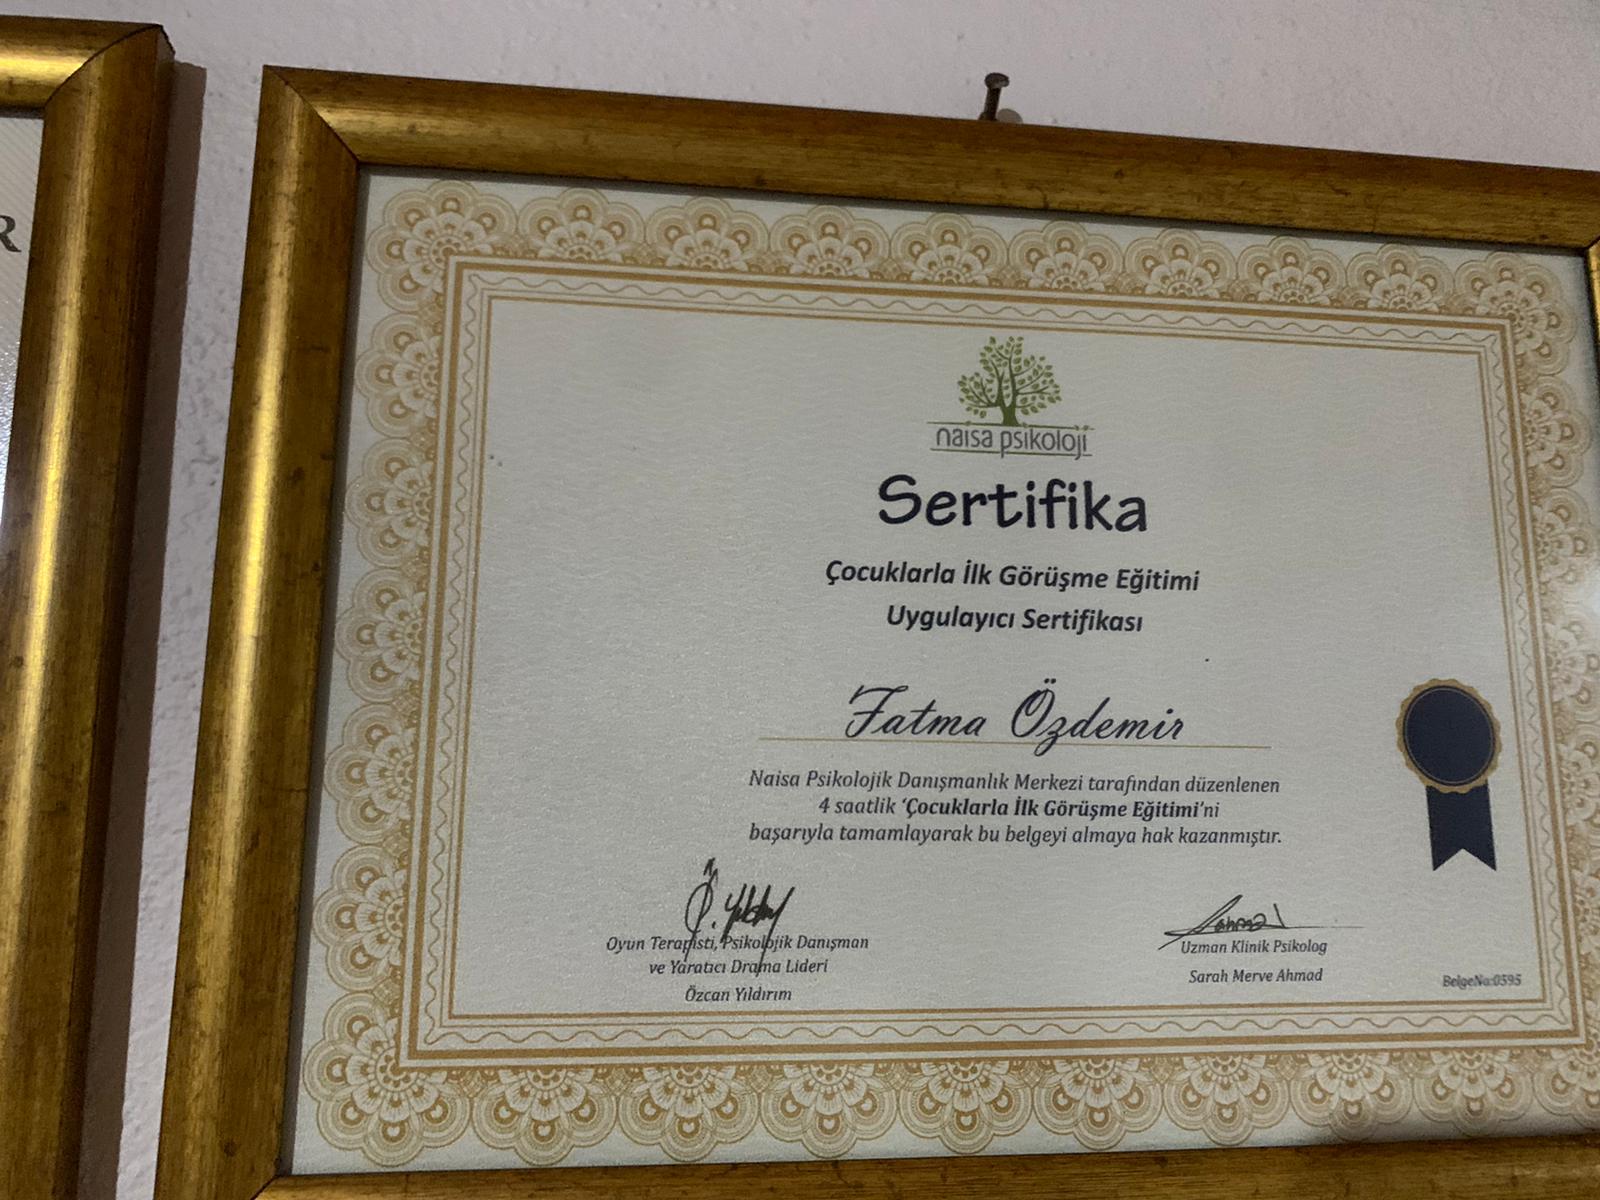 R
naisa psikoloji
Sertifika
Çocuklarla İlk Görüşme Eğitimi
Uygulayıcı Sertifikası
Fatma Özdemir
Naisa Psikolojik Danışmanlık Merkezi tarafından düzenlenen
4 saatlik ‘Çocuklarla İlk Görüşme Eğitimi’ni
başarıyla tamamlayarak bu belgeyi almaya hak kazanmıştır.
Oyun Terapisti, Psikolojik Danışman
ve Yaratıcı Drama Lideri
Özcan Yıldırım
Uzman Klinik Psikolog
Sarah Merve Ahmad
BelgeNo:0595